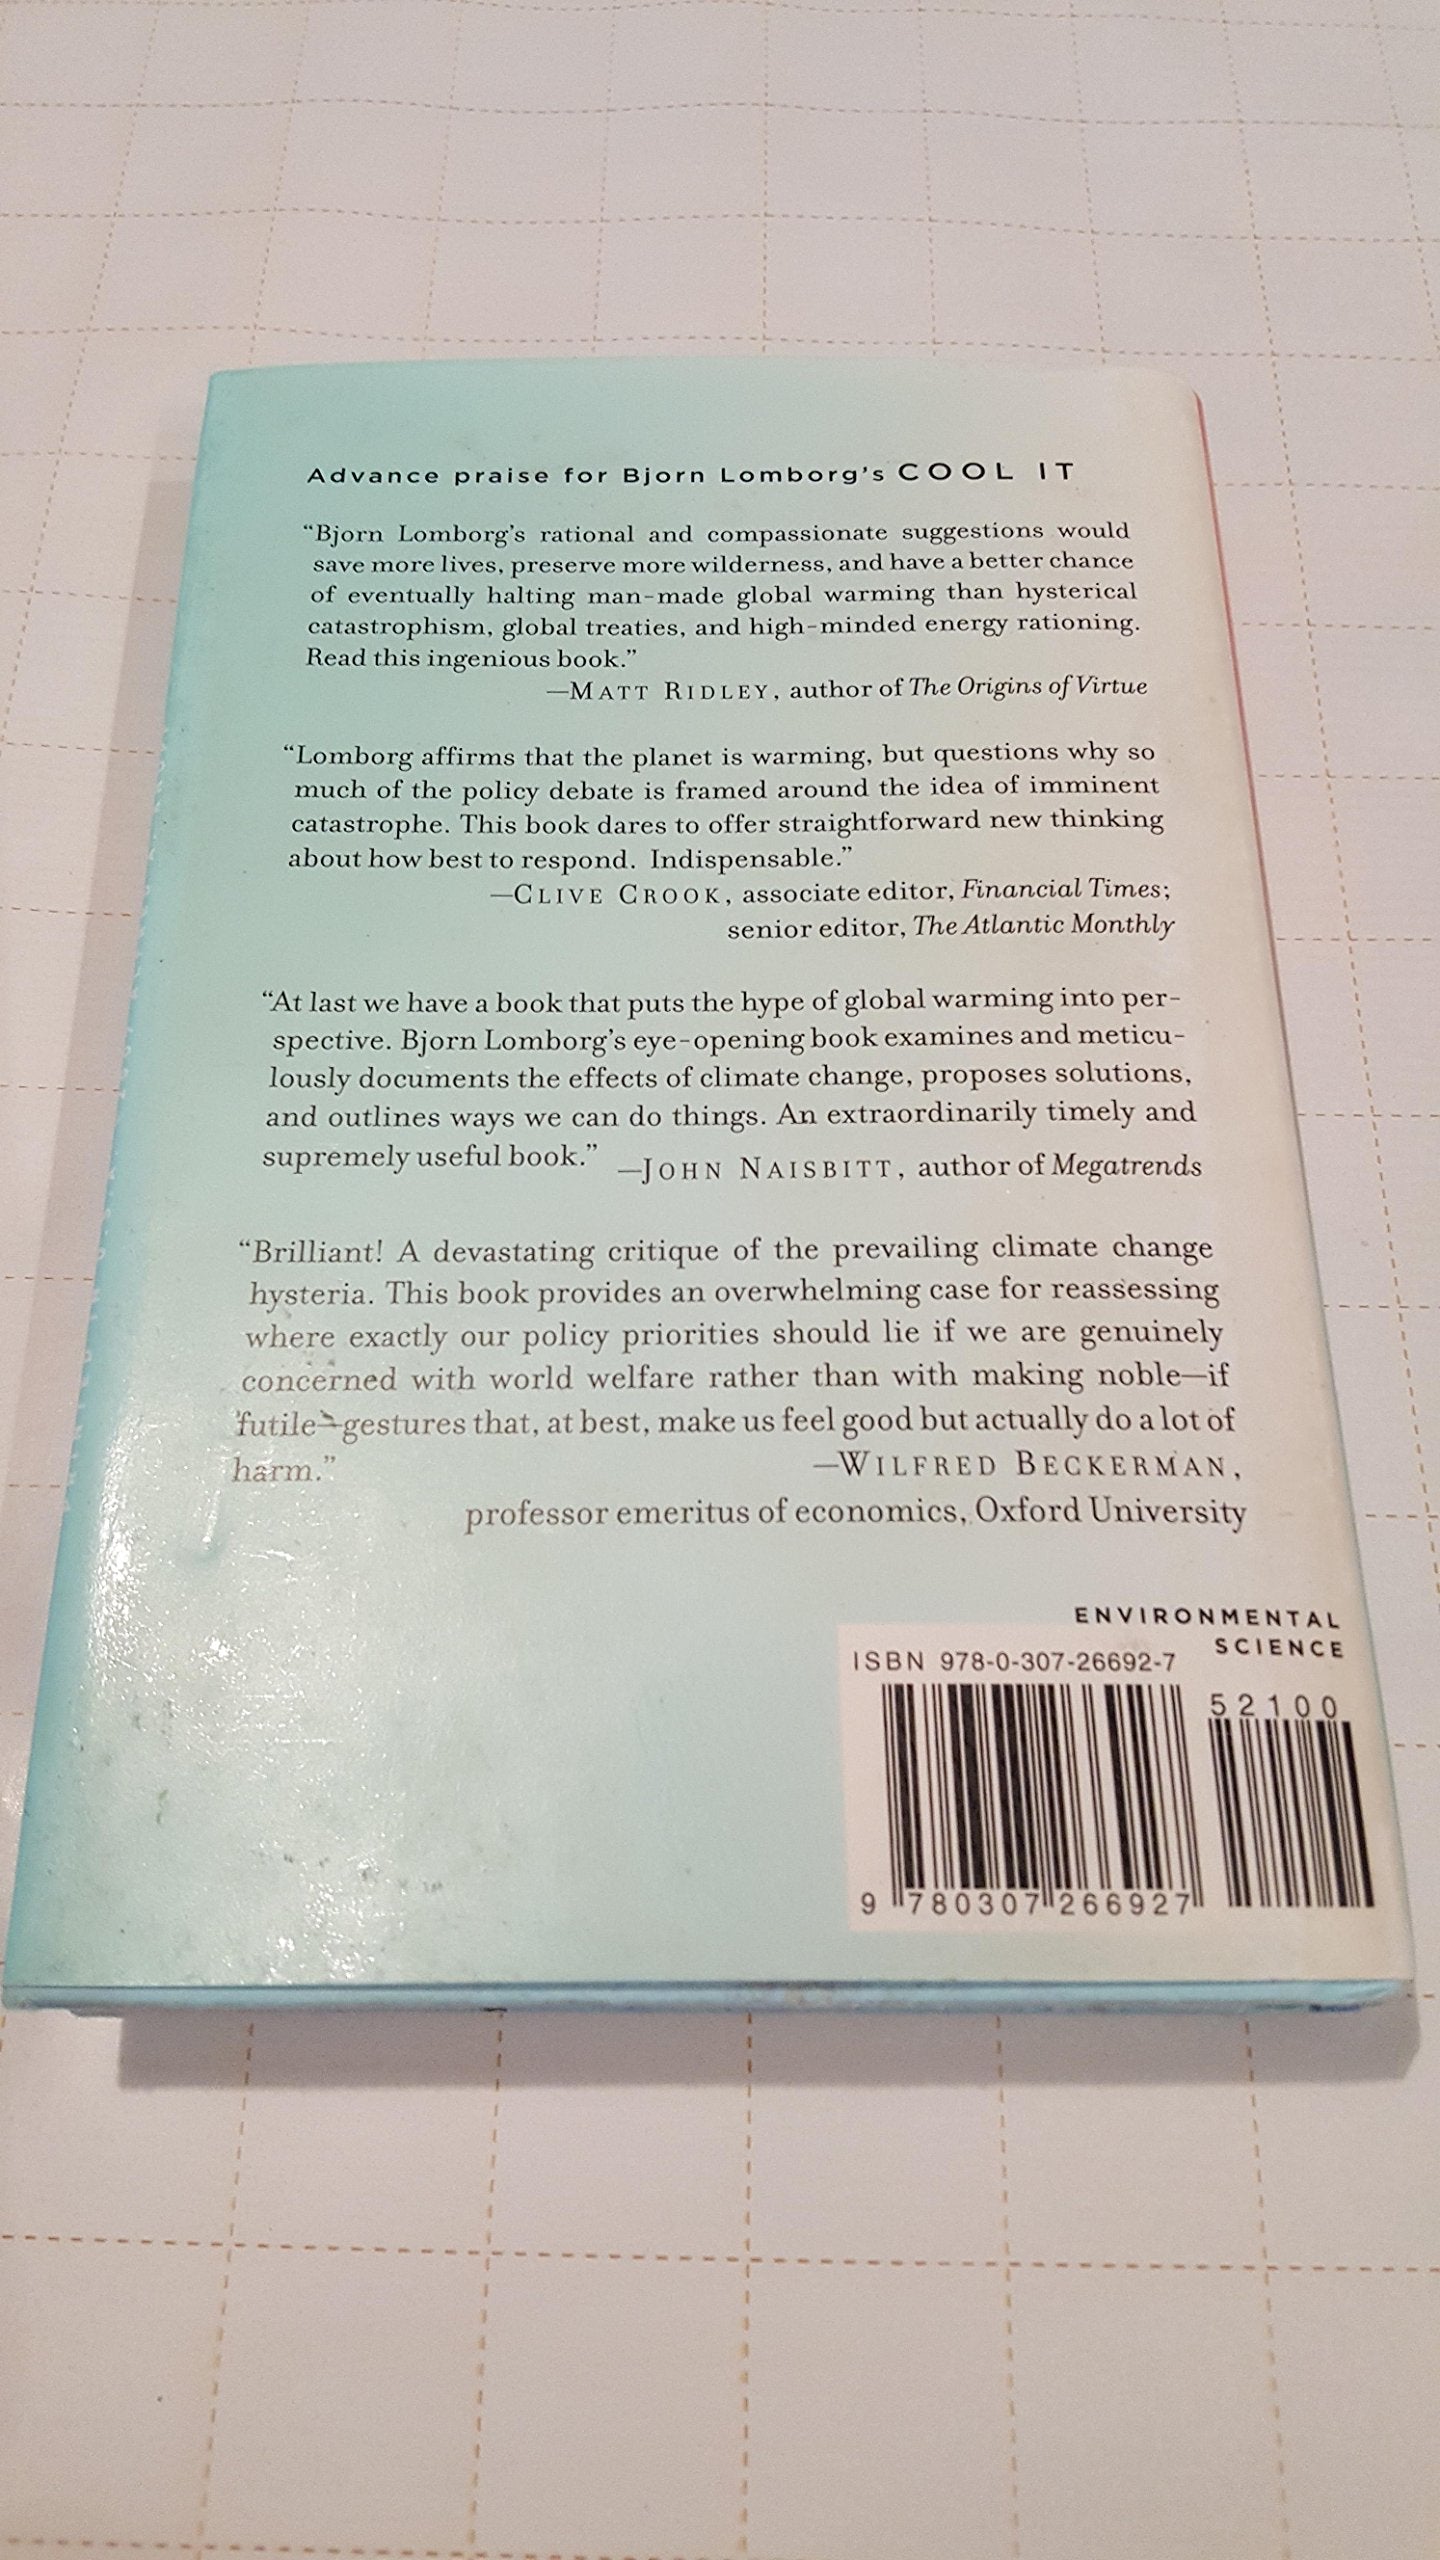 Advance praise for Bjorn Lomborg's COOL IT
“Bjorn Lomborg's rational and compassionate suggestions would
save more lives, preserve more wilderness, and have a better chance
of eventually halting man-made global warming than hysterical
catastrophism, global treaties, and high-minded energy rationing.
Read this ingenious book.”
—MATT RIDLEY, author of The Origins of Virtue
“Lomborg affirms that the planet is warming, but questions why so
much of the policy debate is framed around the idea of imminent
catastrophe. This book dares to offer straightforward new thinking
about how best to respond. Indispensable.”
—CLIVE CROOK, associate editor, Financial Times;
senior editor, The Atlantic Monthly
“At last we have a book that puts the hype of global warming into per-
spective. Bjorn Lomborg's eye-opening book examines and meticu-
lously documents the effects of climate change, proposes solutions,
and outlines ways we can do things. An extraordinarily timely and
supremely useful book.” —JOHN NAISBITT, author of Megatrends
“Brilliant! A devastating critique of the prevailing climate change
hysteria. This book provides an overwhelming case for reassessing
where exactly our policy priorities should lie if we are genuinely
concerned with world welfare rather than with making noble—if
futile—gestures that, at best, make us feel good but actually do a lot of
harm.” —WILFRED BECKERMAN,
professor emeritus of economics, Oxford University
ENVIRONMENTAL
SCIENCE
ISBN 978-0-307-26692-7
52100
9 780307 266927